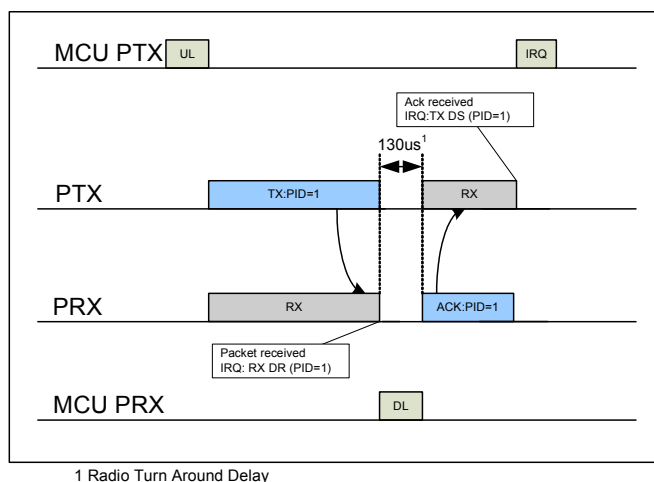 MCU PTX
UL
IRQ
Ack received
IRQ:TX DS (PID=1)
130us1
PTX
TX:PID=1
RX
PRX
RX
ACK:PID=1
Packet received
IRQ: RX DR (PID=1)
MCU PRX
DL
1 Radio Turn Around Delay